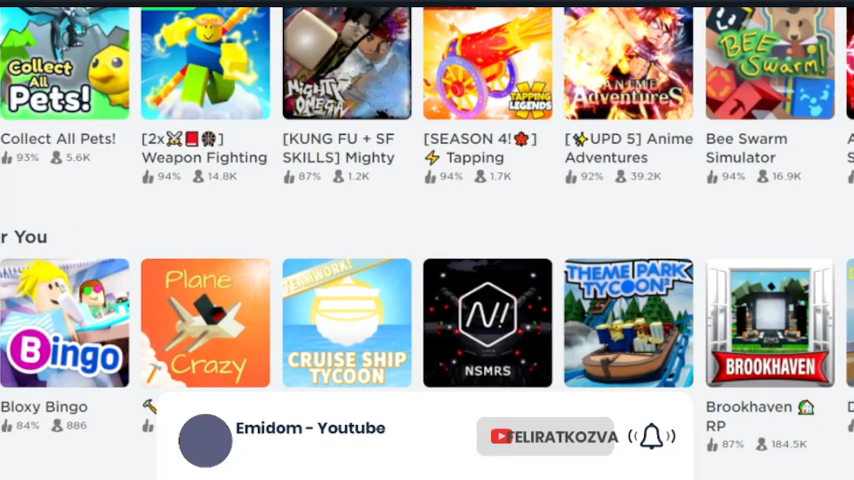 Collect
All
Pets!
MIGHTY
OMEGA
TAPPING
LEGENDS
ANIME
AdventureS
BEE
Swarm!
Collect All Pets!
93% 5.6K
[2x⚔️📕]
Weapon Fighting
94% 14.8K
[KUNG FU + SF
SKILLS] Mighty
87% 1.2K
[SEASON 4!🍁]
⚡ Tapping
94% 1.7K
[✨UPD 5] Anime
Adventures
92% 39.2K
Bee Swarm
Simulator
94% 16.9K
r You
Bingo
Plane
Crazy
TEAMWORK!
CRUISE SHIP
TYCOON
N!
NSMRS
THEME PARK
TYCOON²
BROOKHAVEN
Bloxy Bingo
84% 886
Brookhaven 🏡
RP
87% 184.5K
Emidom - Youtube
FELIRATKOZVA